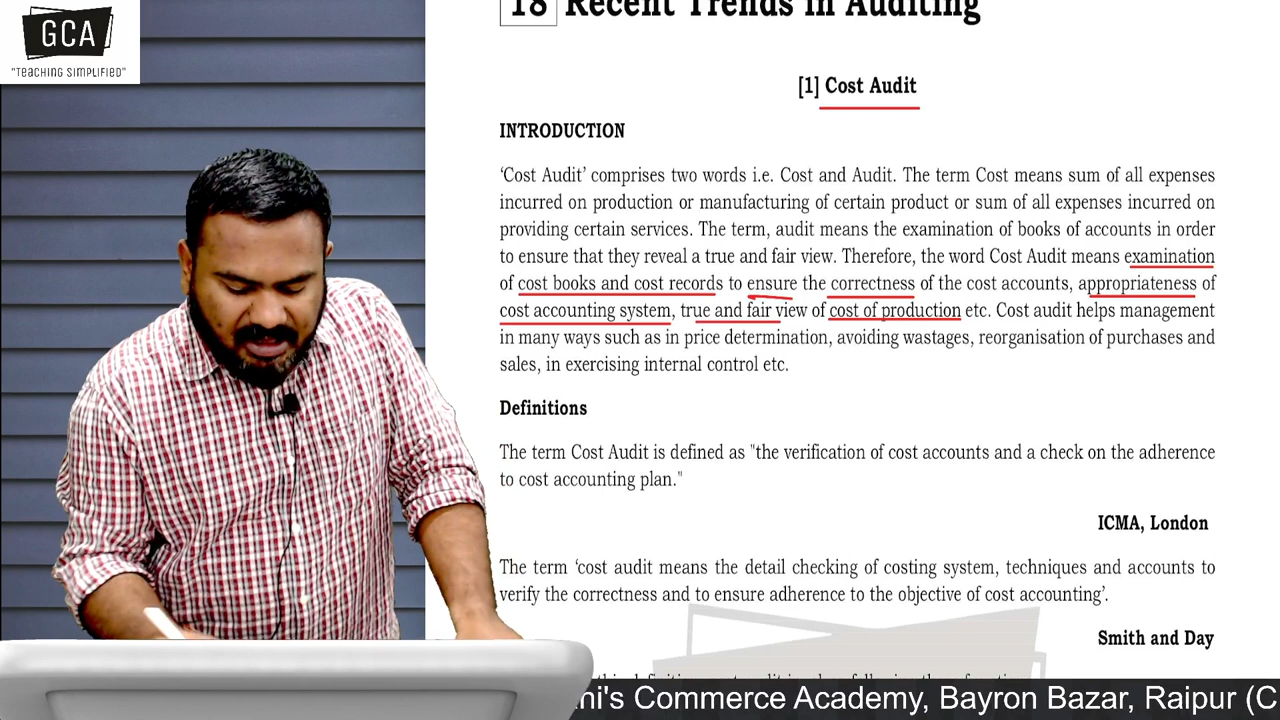 GCA
"TEACHING SIMPLIFIED"
18 Recent Trends in Auditing
[1] Cost Audit
INTRODUCTION
‘Cost Audit’ comprises two words i.e. Cost and Audit. The term Cost means sum of all expenses
incurred on production or manufacturing of certain product or sum of all expenses incurred on
providing certain services. The term, audit means the examination of books of accounts in order
to ensure that they reveal a true and fair view. Therefore, the word Cost Audit means examination
of cost books and cost records to ensure the correctness of the cost accounts, appropriateness of
cost accounting system, true and fair view of cost of production etc. Cost audit helps management
in many ways such as in price determination, avoiding wastages, reorganisation of purchases and
sales, in exercising internal control etc.
Definitions
The term Cost Audit is defined as "the verification of cost accounts and a check on the adherence
to cost accounting plan."
ICMA, London
The term ‘cost audit means the detail checking of costing system, techniques and accounts to
verify the correctness and to ensure adherence to the objective of cost accounting’.
Smith and Day
Commerce Academy, Bayron Bazar, Raipur (C